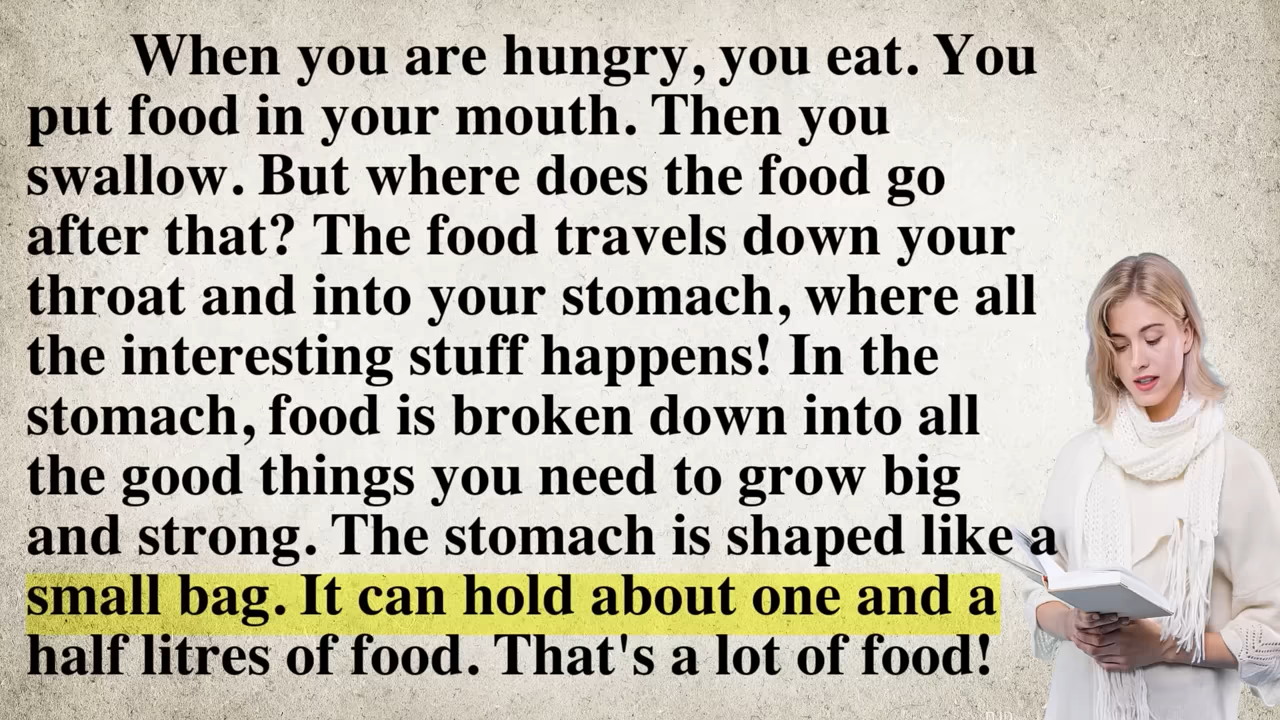 When you are hungry, you eat. You
put food in your mouth. Then you
swallow. But where does the food go
after that? The food travels down your
throat and into your stomach, where all
the interesting stuff happens! In the
stomach, food is broken down into all
the good things you need to grow big
and strong. The stomach is shaped like a
small bag. It can hold about one and a
half litres of food. That's a lot of food!